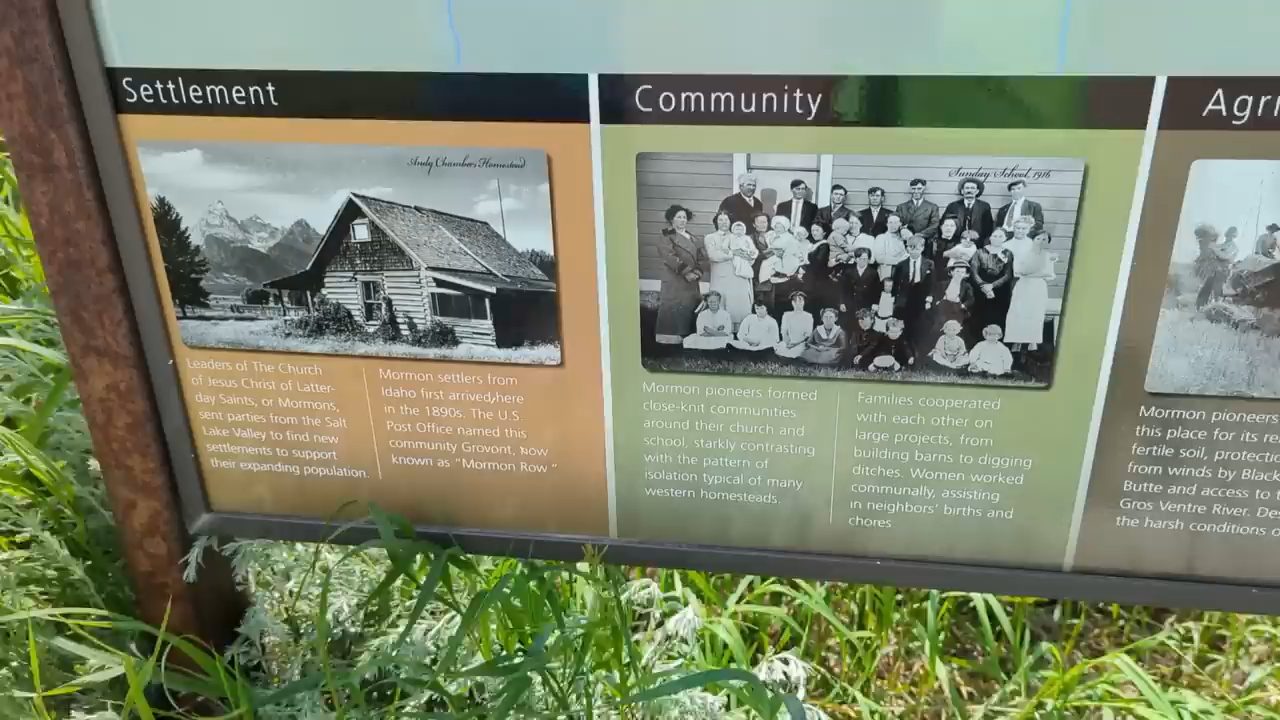 Settlement
Andy Chambers Homestead
Leaders of The Church
of Jesus Christ of Latter-
day Saints, or Mormons,
sent parties from the Salt
Lake Valley to find new
settlements to support
their expanding population.
Mormon settlers from
Idaho first arrived here
in the 1890s. The U.S.
Post Office named this
community Grovont, now
known as "Mormon Row."
Community
Sunday School, 1916
Mormon pioneers formed
close-knit communities
around their church and
school, starkly contrasting
with the pattern of
isolation typical of many
western homesteads.
Families cooperated
with each other on
large projects, from
building barns to digging
ditches. Women worked
communally, assisting
in neighbors' births and
chores
Agri
Mormon pioneers
this place for its
fertile soil, protectio
from winds by Black
Butte and access to
Gros Ventre River.
the harsh conditions